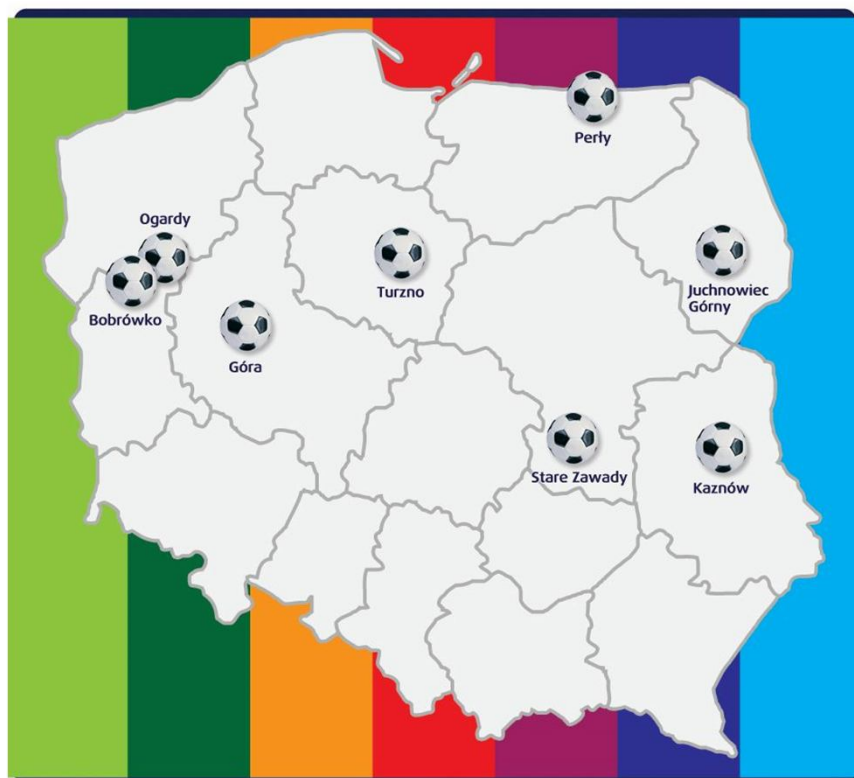 Perły
Ogardy
Bobrówko
Turzno
Juchnowiec
Górny
Góra
Stare Zawady
Kaznów